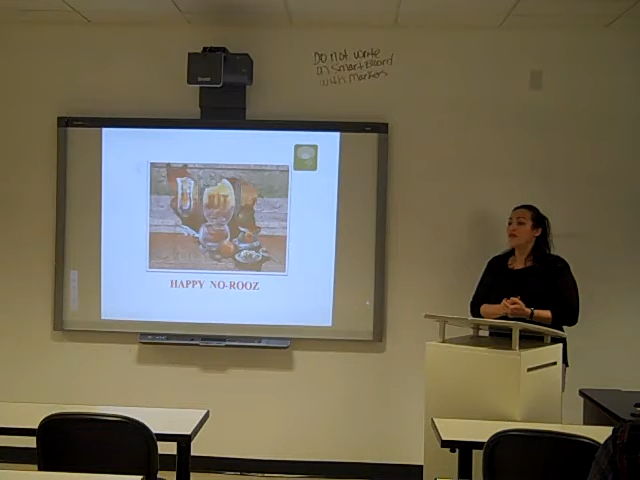 Do not write
on SmartBoard
with Markers
HAPPY NO-ROOZ